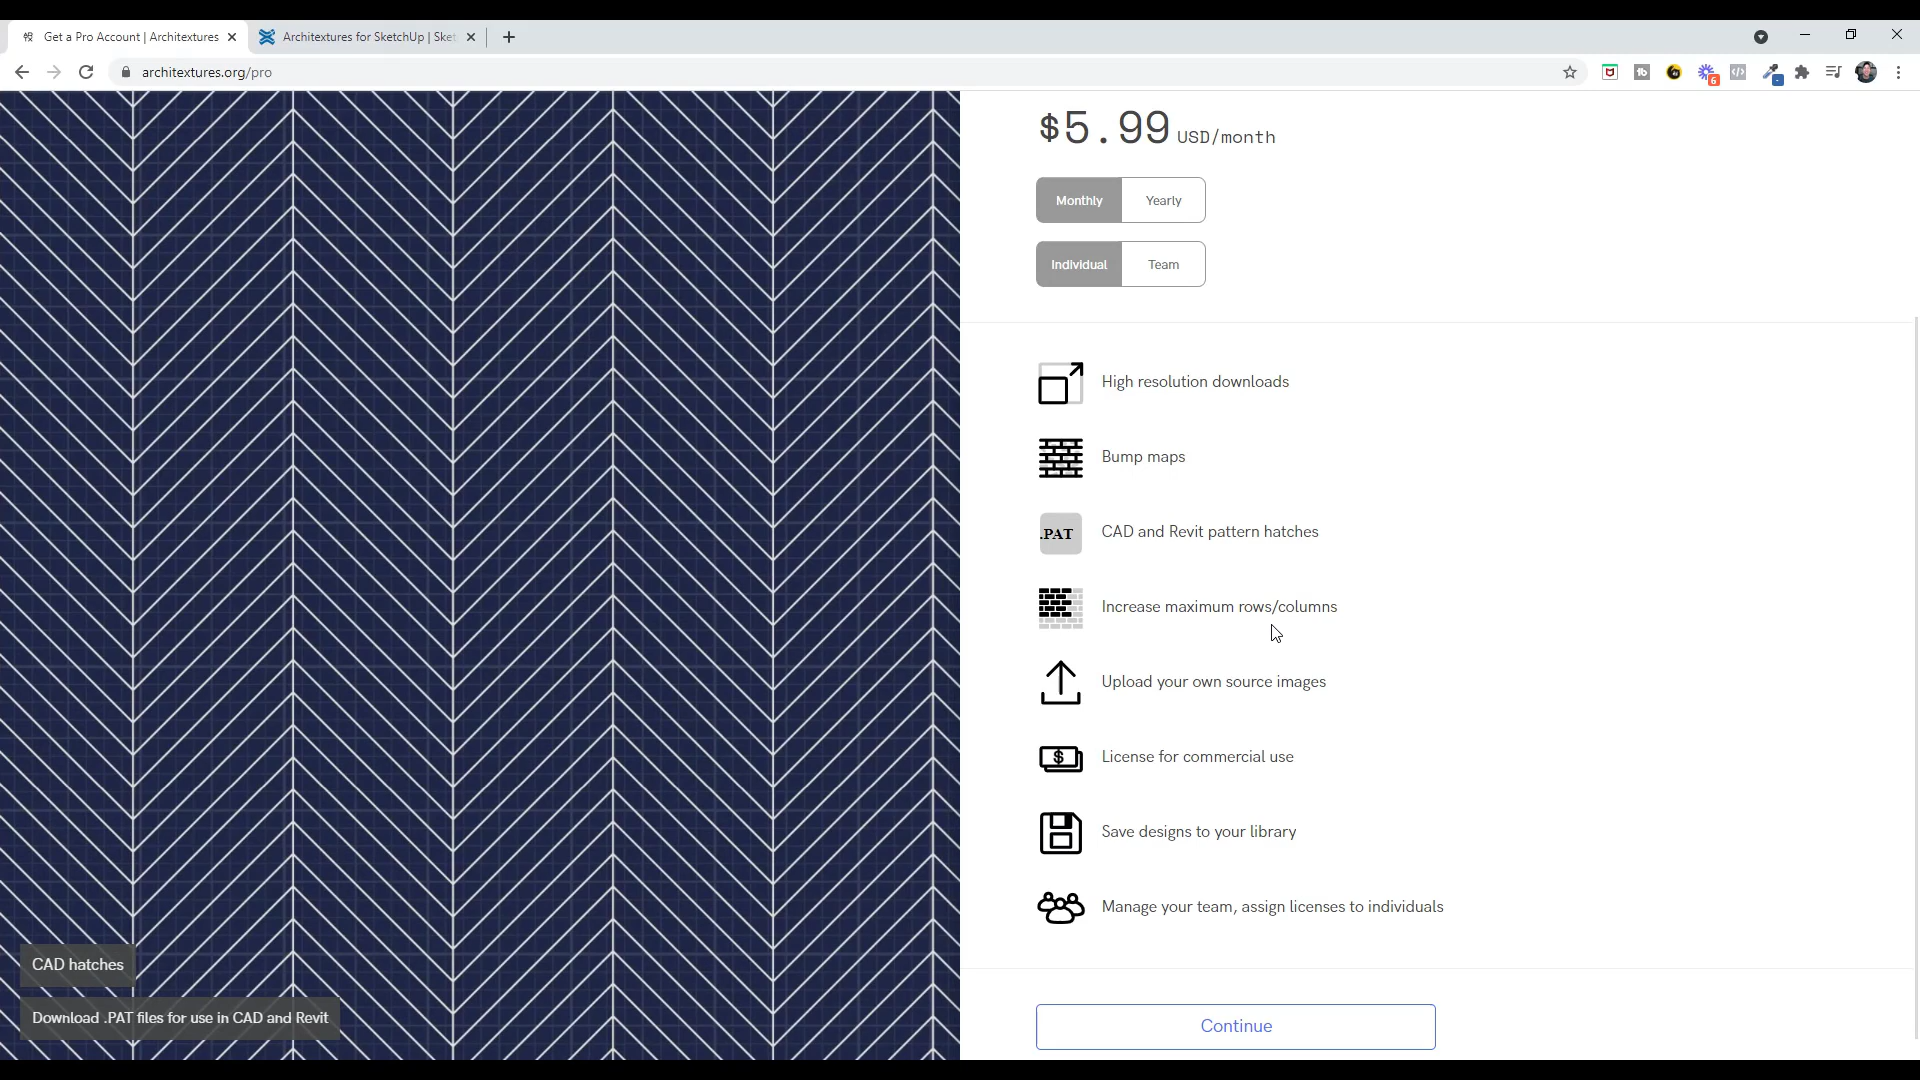 Get a Pro Account | Architextures
Architextures for SketchUp | Sket
architextures.org/pro
6
$5.99 USD/month
Monthly
Yearly
Individual
Team
High resolution downloads
Bump maps
.PAT
CAD and Revit pattern hatches
Increase maximum rows/columns
Upload your own source images
$
License for commercial use
Save designs to your library
Manage your team, assign licenses to individuals
CAD hatches
Download .PAT files for use in CAD and Revit
Continue